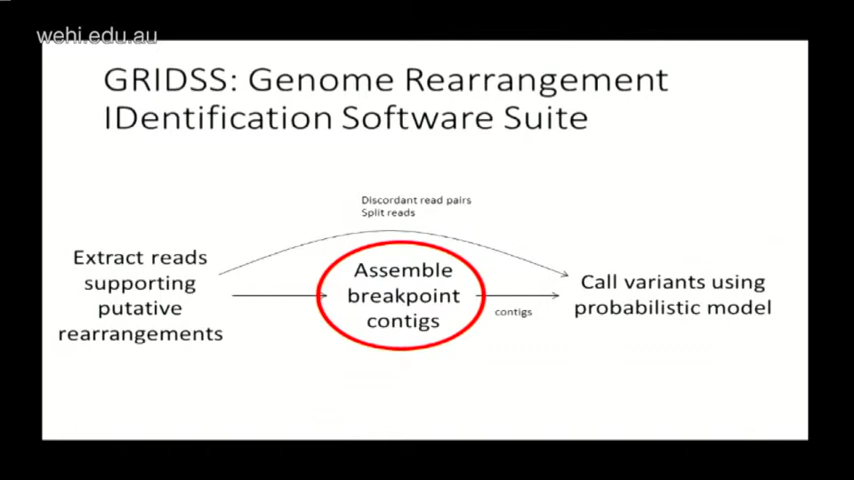 wehi.edu.au
GRIDSS: Genome Rearrangement
IDentification Software Suite
Discordant read pairs
Split reads
Extract reads
supporting
putative
rearrangements
Assemble
breakpoint
contigs
contigs
Call variants using
probabilistic model